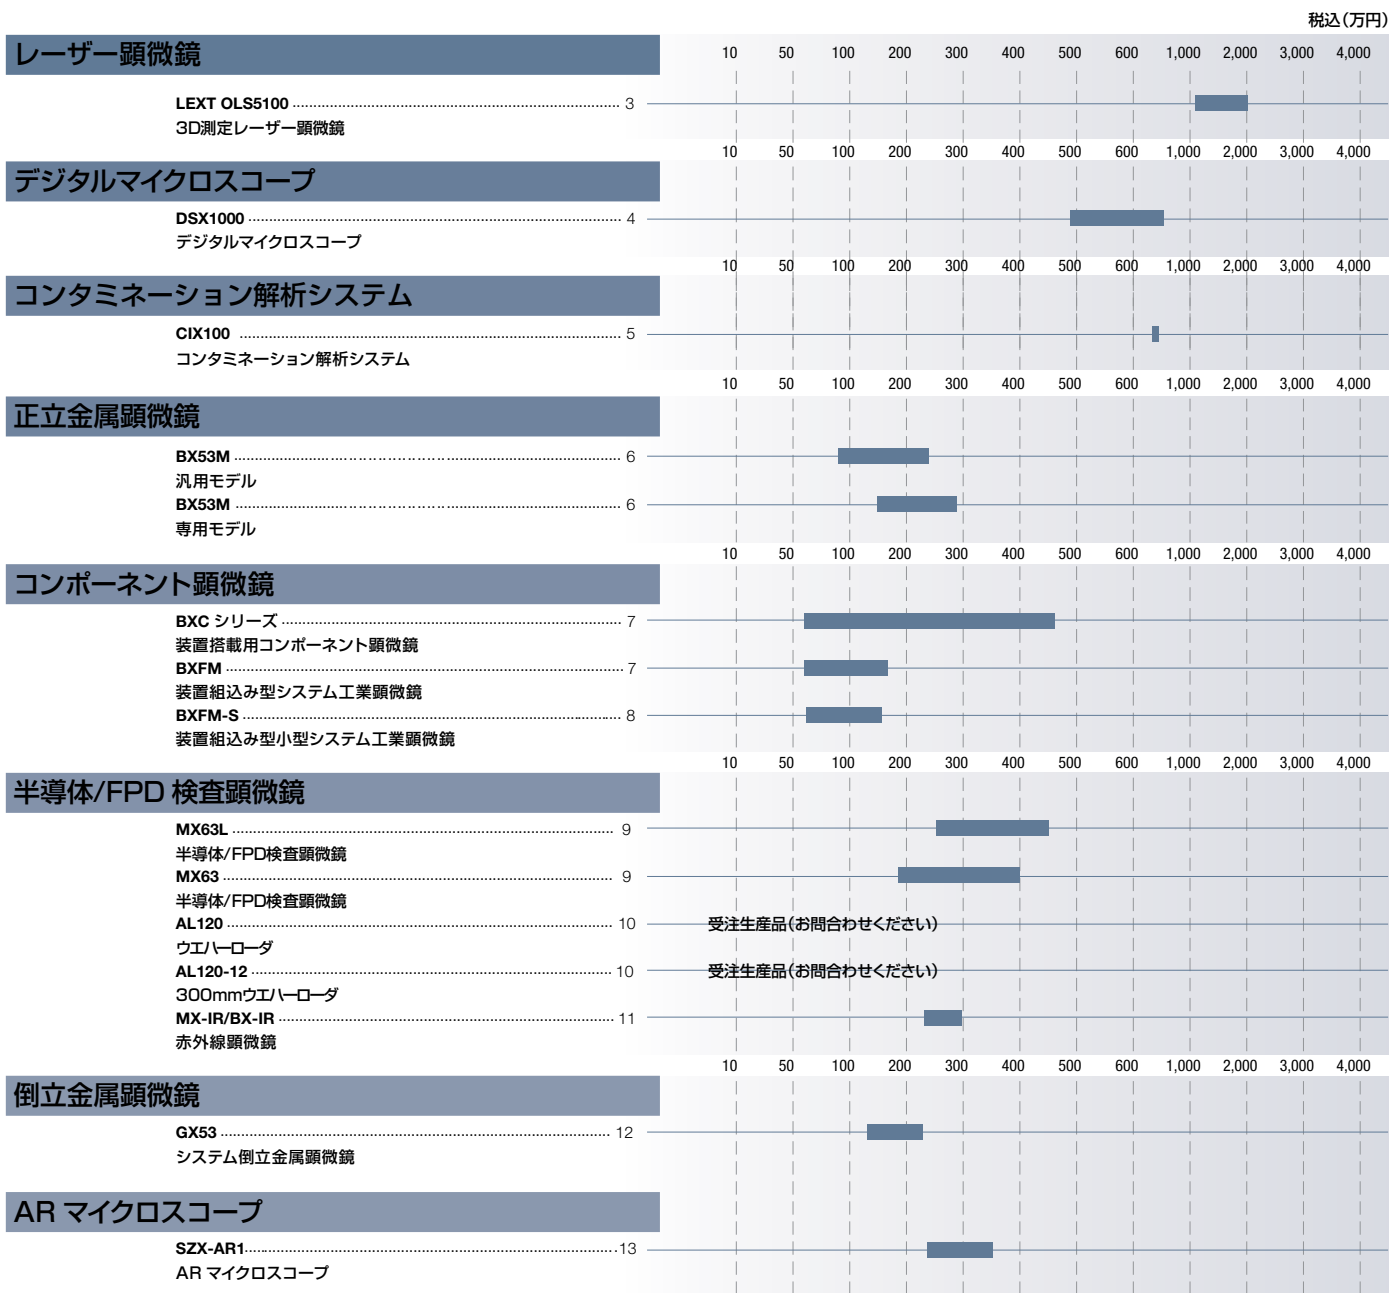 税込(万円)
レーザー顕微鏡 10 50 100 200 300 400 500 600 1,000 2,000 3,000 4,000
LEXT OLS5100 3
3D測定レーザー顕微鏡
10 50 100 200 300 400 500 600 1,000 2,000 3,000 4,000
デジタルマイクロスコープ
DSX1000 4
デジタルマイクロスコープ
10 50 100 200 300 400 500 600 1,000 2,000 3,000 4,000
コンタミネーション解析システム
CIX100 5
コンタミネーション解析システム
10 50 100 200 300 400 500 600 1,000 2,000 3,000 4,000
正立金属顕微鏡
BX53M 6
汎用モデル
BX53M 6
専用モデル
10 50 100 200 300 400 500 600 1,000 2,000 3,000 4,000
コンポーネント顕微鏡
BXC シリーズ 7
装置搭載用コンポーネント顕微鏡
BXFM 7
装置組込み型システム工業顕微鏡
BXFM-S 8
装置組込み型小型システム工業顕微鏡
10 50 100 200 300 400 500 600 1,000 2,000 3,000 4,000
半導体/FPD 検査顕微鏡
MX63L 9
半導体/FPD検査顕微鏡
MX63 9
半導体/FPD検査顕微鏡
AL120 10 受注生産品(お問合わせください)
ウエハーローダ
AL120-12 10 受注生産品(お問合わせください)
300mmウエハーローダ
MX-IR/BX-IR 11
赤外線顕微鏡
10 50 100 200 300 400 500 600 1,000 2,000 3,000 4,000
倒立金属顕微鏡
GX53 12
システム倒立金属顕微鏡
AR マイクロスコープ
SZX-AR1 13
AR マイクロスコープ